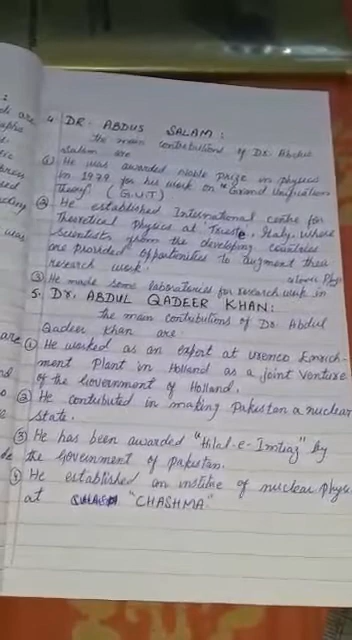 4. DR. ABDUS SALAM:
the main contributions of Dr. Abdus
Salam are
① He was awarded noble prize in physics
in 1979 for his work on "Grand Unification
Theory" (G.U.T)
② He established International centre for
Theoretical Physics at Trieste, Italy, where
Scientists from the developing countries
are provided opportunities to augment their
research work.
③ He made some laboratories for research work in
atomic Phy
5. DR. ABDUL QADEER KHAN:
the main contributions of Dr. Abdul
Qadeer Khan are
① He worked as an expert at Urenco Enrich-
ment Plant in Holland as a joint venture
of the Government of Holland.
② He contibuted in making Pakistan a nuclear
State.
③ He has been awarded "Hilal-e-Imtiaz" by
the Government of Pakistan.
④ He established an institue of nuclear Physi
at "CHASHMA"